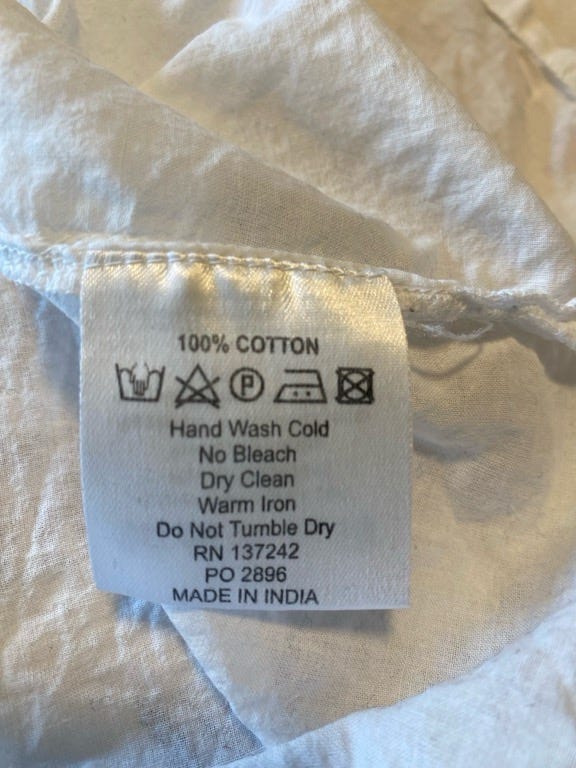 100% COTTON
P
Hand Wash Cold
No Bleach
Dry Clean
Warm Iron
Do Not Tumble Dry
RN 137242
PO 2896
MADE IN INDIA